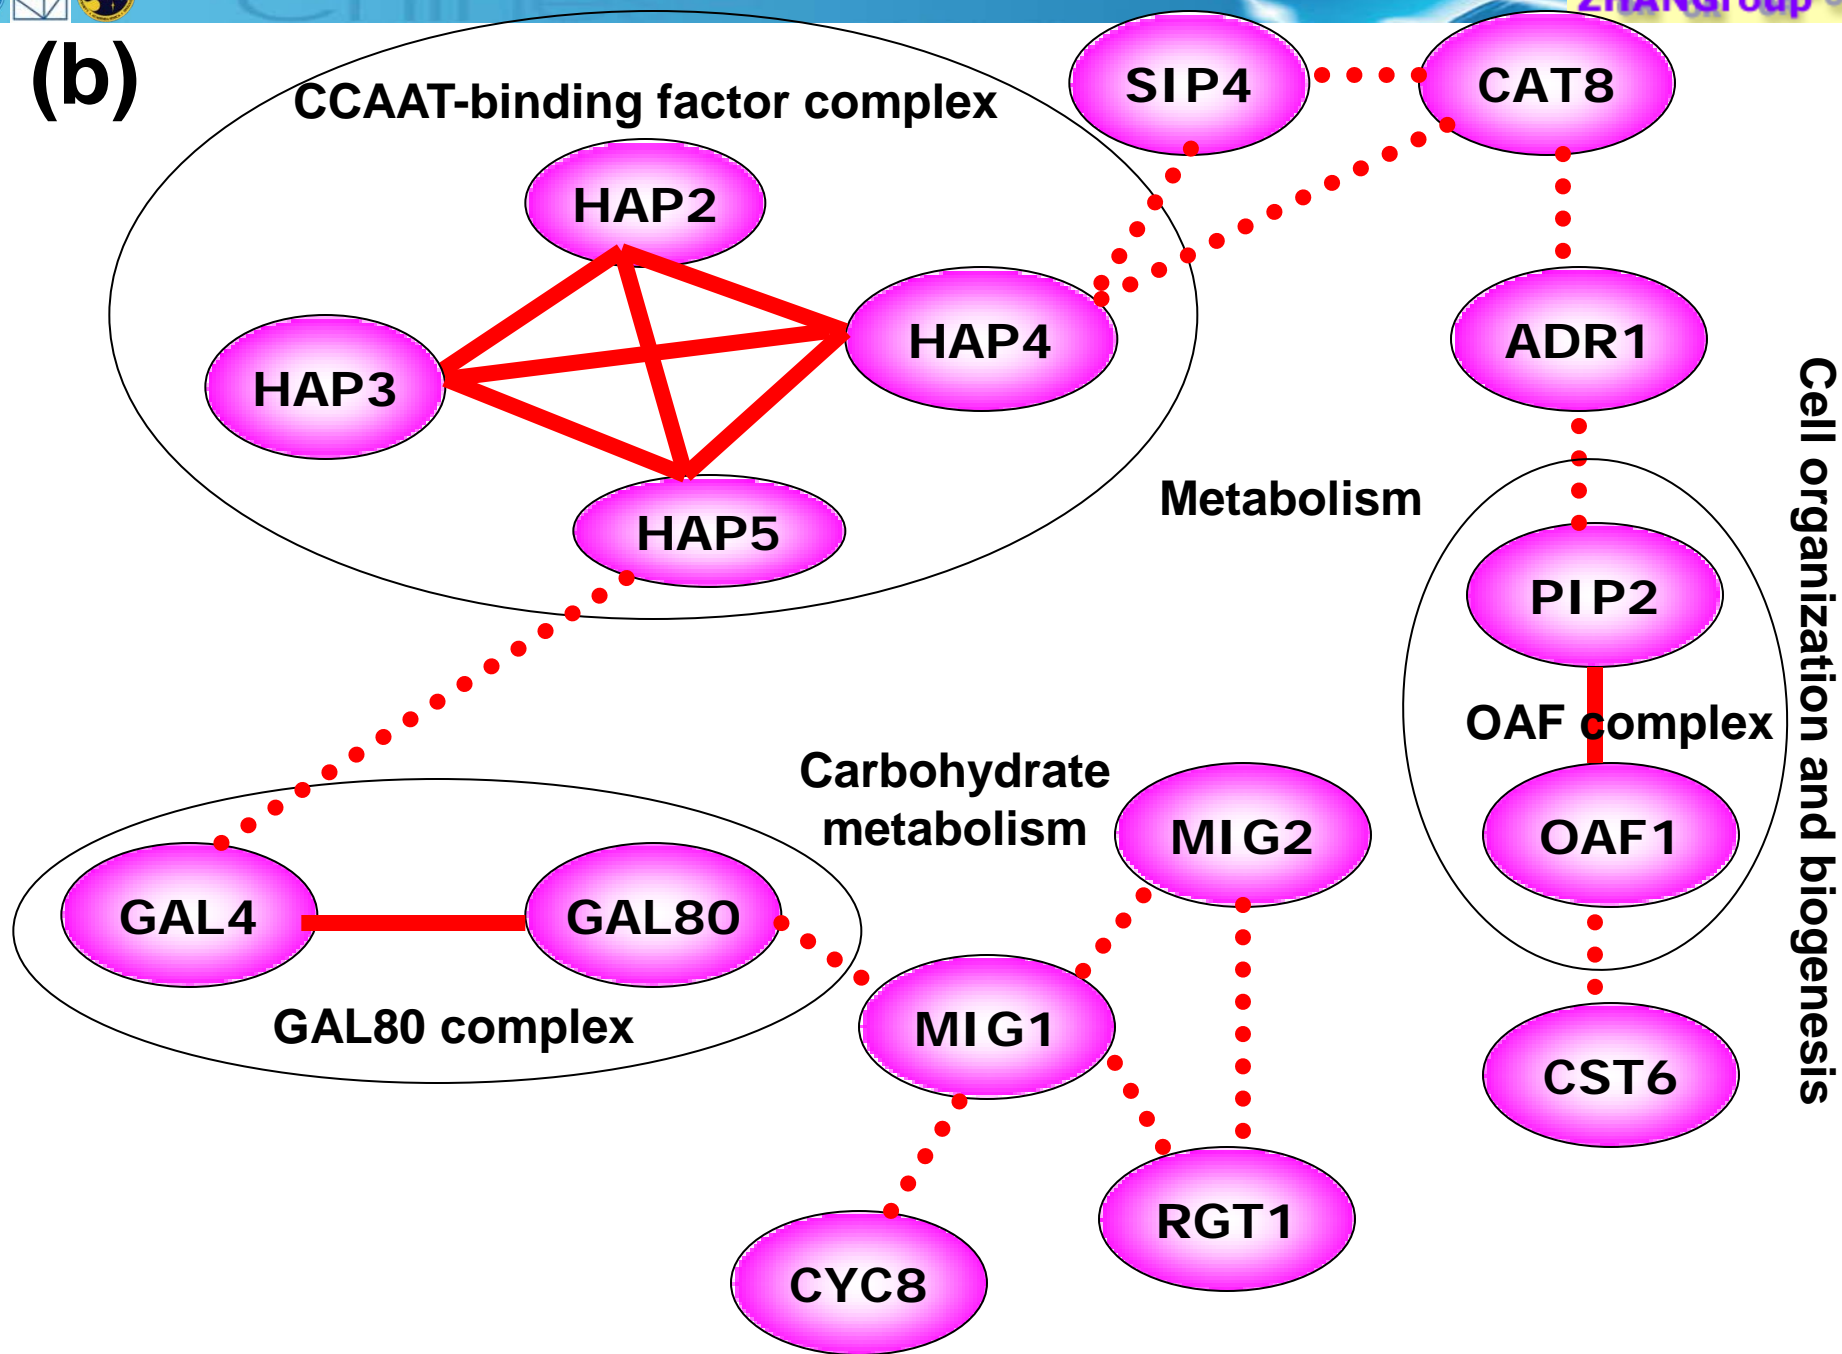 ZHANGroup
(b)
CCAAT-binding factor complex
SIP4
CAT8
HAP2
HAP4
ADR1
HAP3
HAP5
Metabolism
PIP2
OAF complex
OAF1
Cell organization and biogenesis
Carbohydrate
metabolism
MIG2
GAL4
GAL80
GAL80 complex
MIG1
CST6
RGT1
CYC8